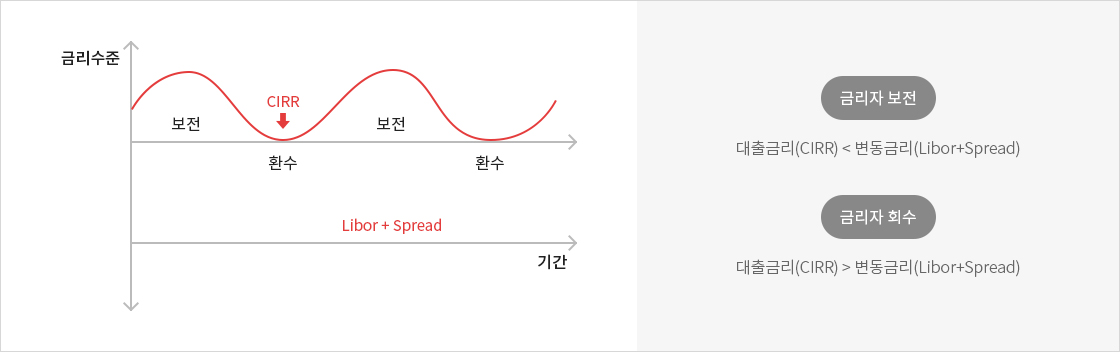 금리수준
CIRR
보전
보전
환수
환수
Libor + Spread
기간
금리자 보전
대출금리(CIRR) < 변동금리(Libor+Spread)
금리자 회수
대출금리(CIRR) > 변동금리(Libor+Spread)